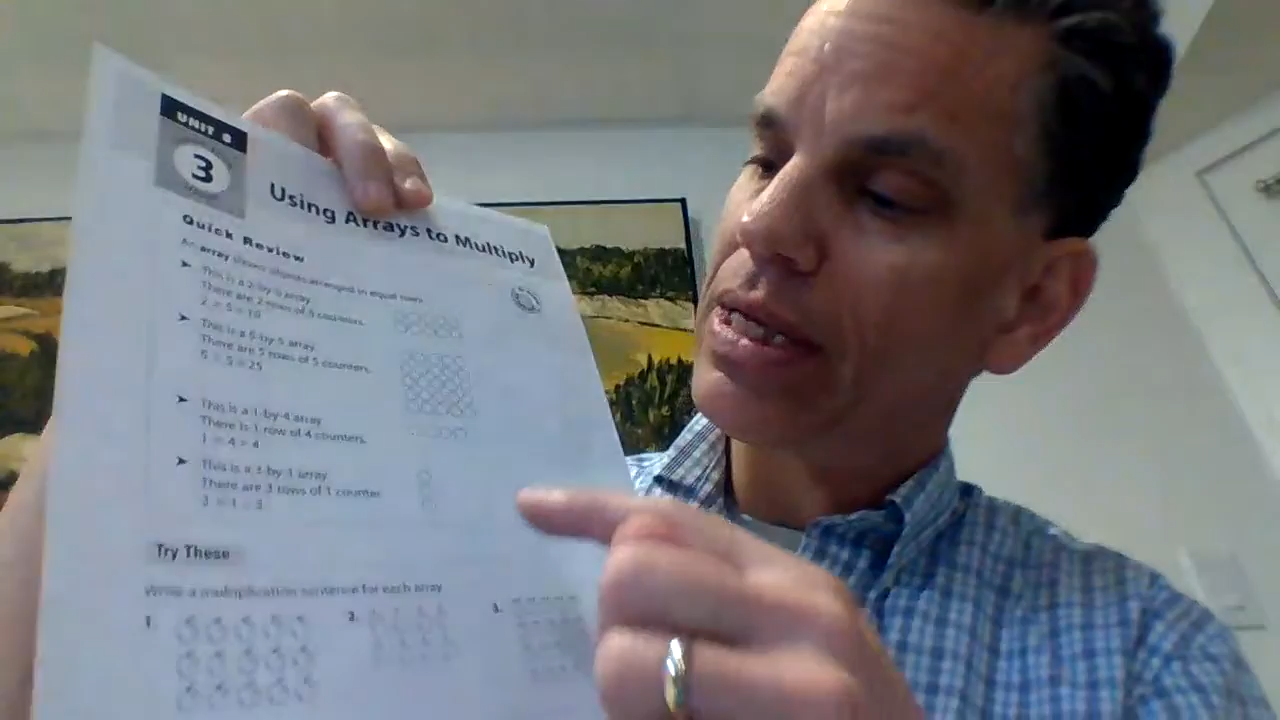 UNIT 8
3
Using Arrays to Multiply
Quick Review
An array shows objects arranged in equal rows.
This is a 2-by-5 array.
There are 2 rows of 5 counters.
2 × 5 = 10
This is a 5-by-5 array.
There are 5 rows of 5 counters.
5 × 5 = 25
This is a 1-by-4 array.
There is 1 row of 4 counters.
1 × 4 = 4
This is a 3-by-1 array.
There are 3 rows of 1 counter.
3 × 1 = 3
Try These
Write a multiplication sentence for each array.
1.
2.
3.